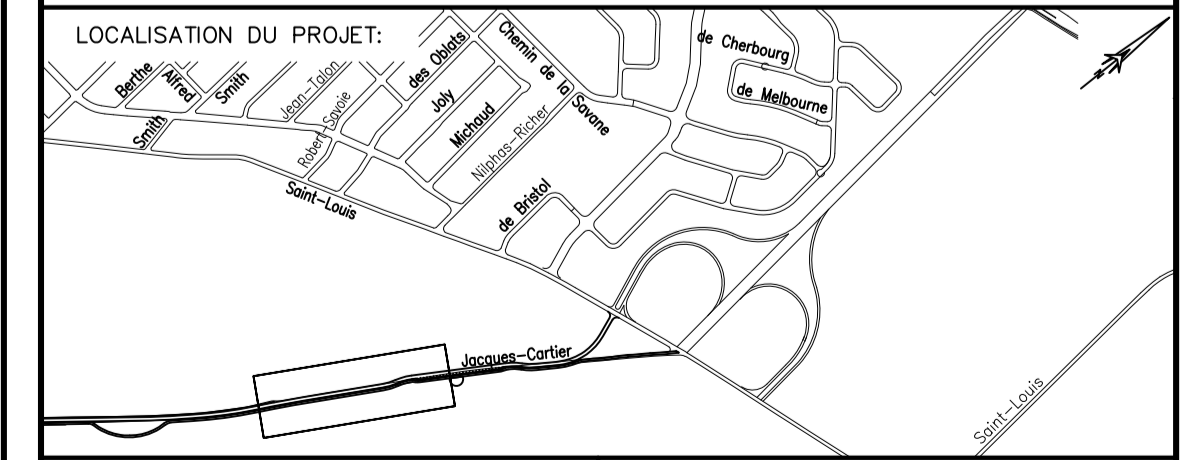 LOCALISATION DU PROJET:
Berthe
Alfred
Smith
Jean-Talon
des Oblats
Chemin de la Savane
de Cherbourg
de Melbourne
N
Smith
Robert-Savoie
Joly
Michaud
Nilphas-Richer
Saint-Louis
de Bristol
Jacques-Cartier
Saint-Louis